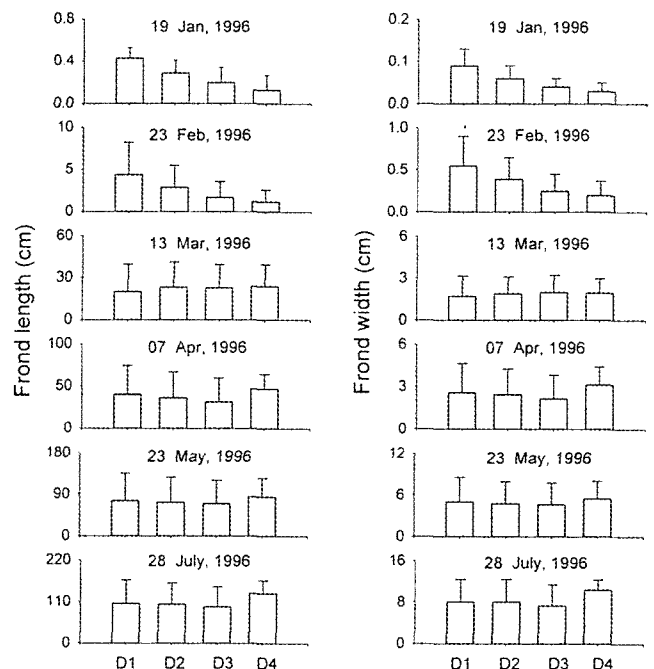 Frond length (cm)
19 Jan, 1996
0.8
0.4
0.0
23 Feb, 1996
10
5
0
13 Mar, 1996
60
30
0
07 Apr, 1996
100
50
0
23 May, 1996
180
90
0
28 July, 1996
220
110
0
D1 D2 D3 D4
Frond width (cm)
19 Jan, 1996
0.2
0.1
0.0
23 Feb, 1996
1.0
0.5
0.0
13 Mar, 1996
6
3
0
07 Apr, 1996
6
3
0
23 May, 1996
12
6
0
28 July, 1996
16
8
0
D1 D2 D3 D4